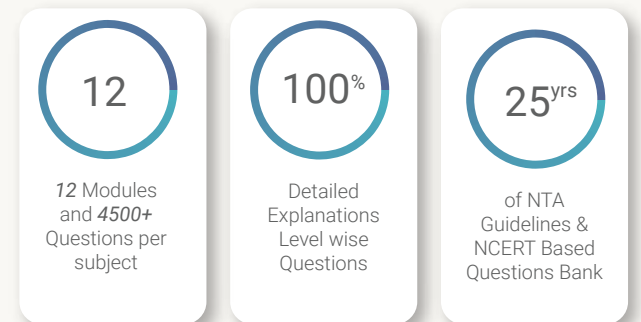 12
12 Modules
and 4500+
Questions per
subject
100%
Detailed
Explanations
Level wise
Questions
25yrs
of NTA
Guidelines &
NCERT Based
Questions Bank